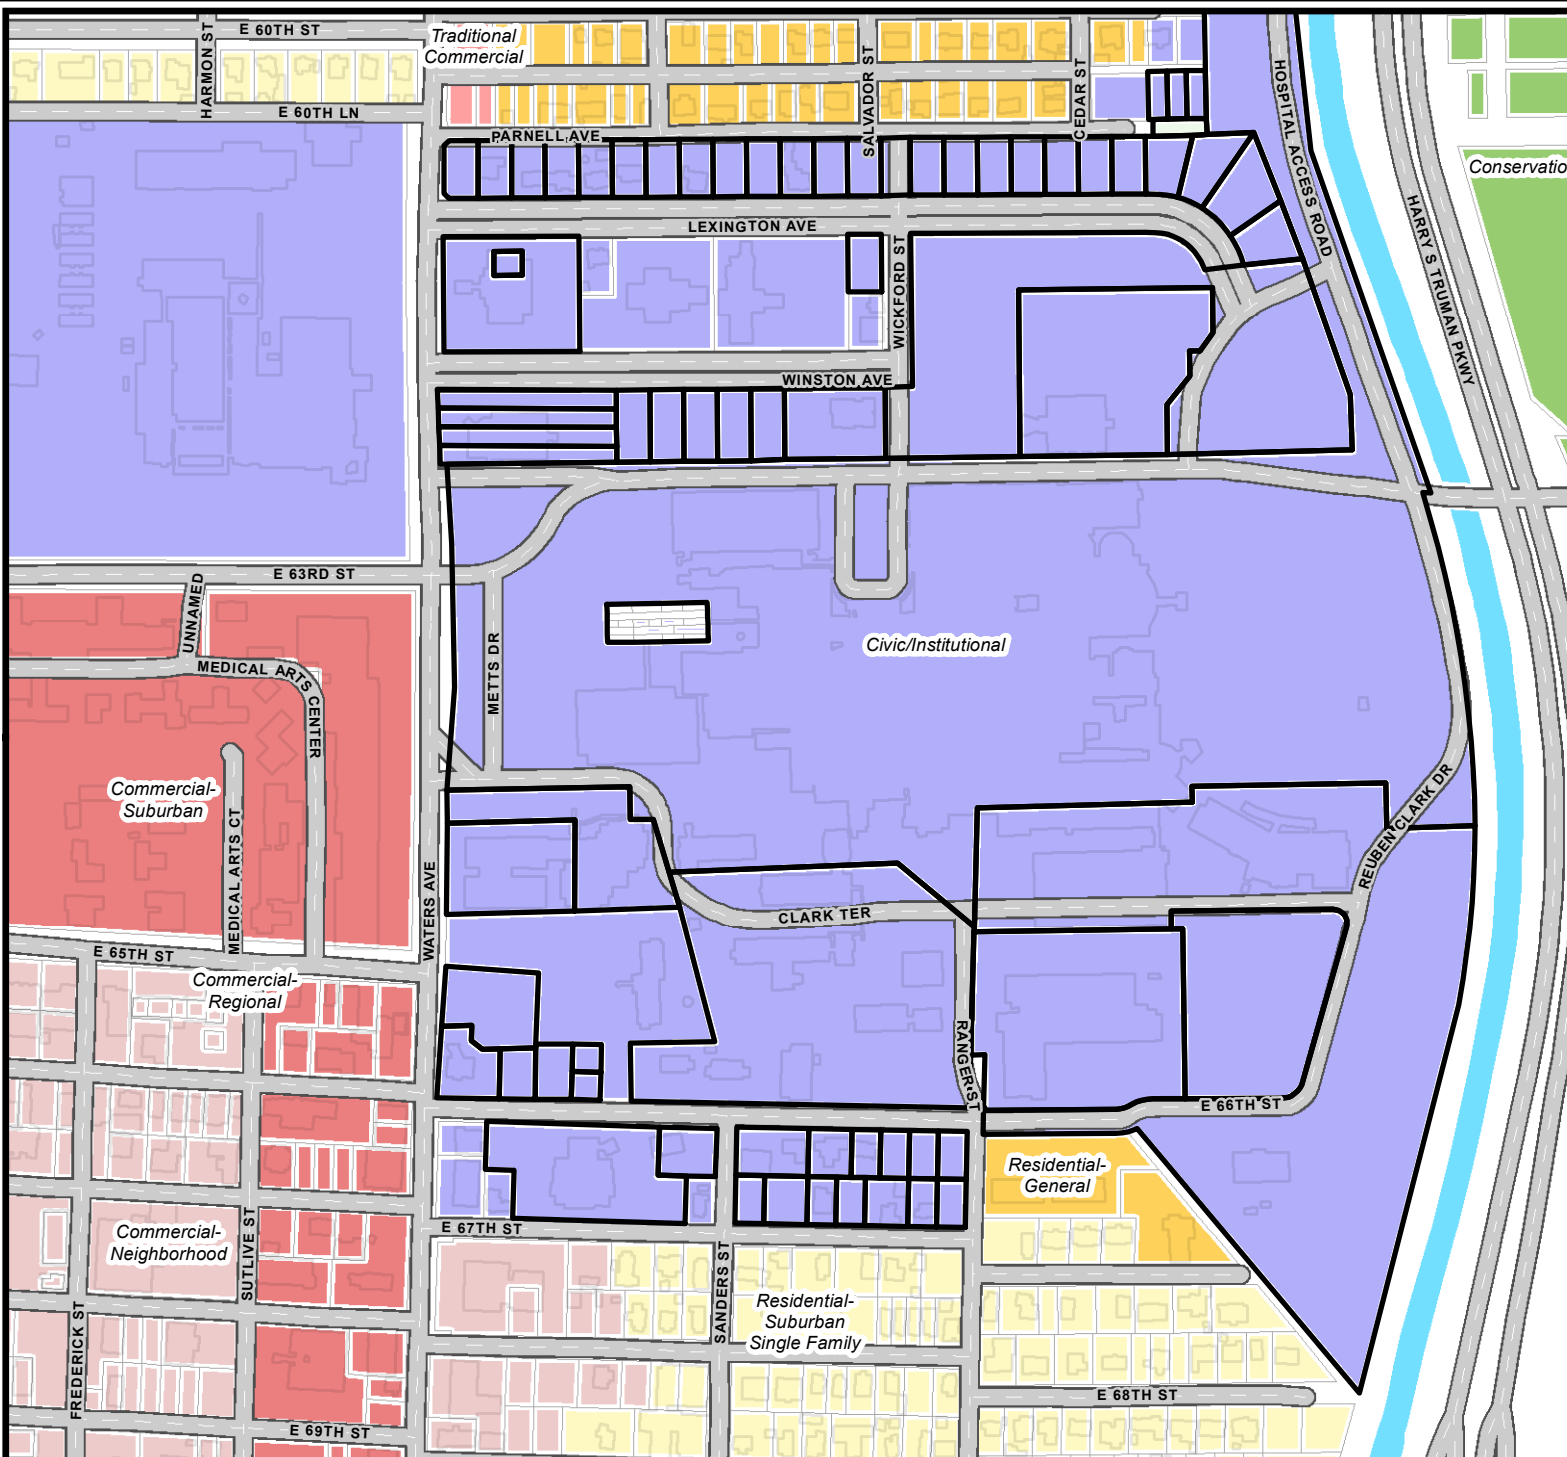 E 60TH ST
HARMON ST
Traditional
Commercial
SALVADOR ST
CEDAR ST
HOSPITAL ACCESS ROAD
E 60TH LN
PARNELL AVE
Conservatio
HARRY S TRUMAN PKWY
LEXINGTON AVE
WICKFORD ST
WINSTON AVE
E 63RD ST
UNNAMED
MEDICAL ARTS CENTER
METTS DR
Civic/Institutional
Commercial-
Suburban
MEDICAL ARTS CT
WATERS AVE
REUBEN CLARK DR
CLARK TER
E 65TH ST
Commercial-
Regional
RANGER ST
E 66TH ST
Residential-
General
Commercial-
Neighborhood
SUTLIVE ST
E 67TH ST
SANDERS ST
Residential-
Suburban
Single Family
FREDERICK ST
E 68TH ST
E 69TH ST